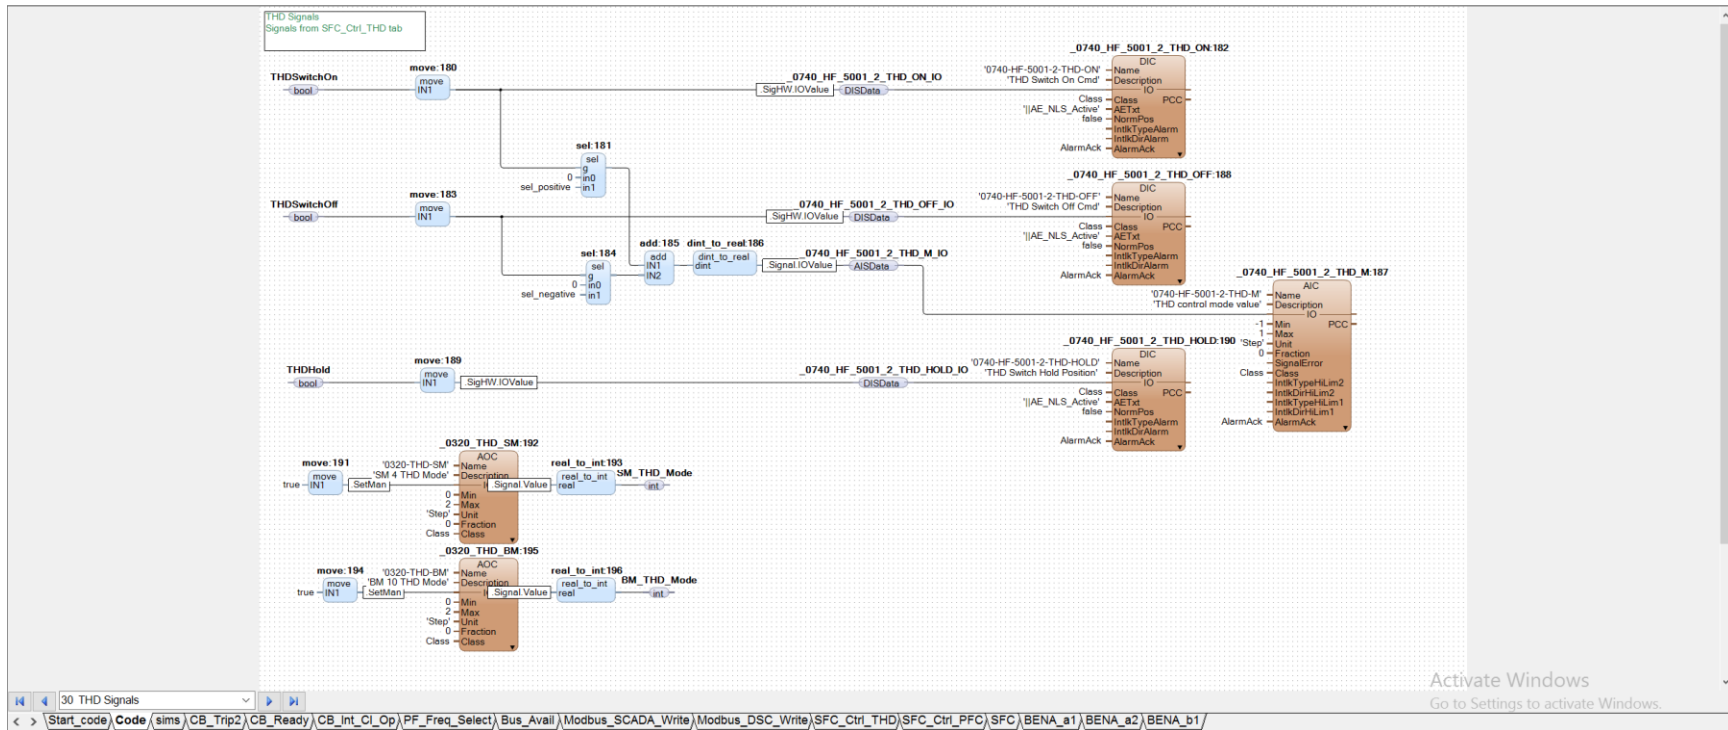 THD Signals
Signals from SFC_Ctrl_THD tab
THDSwitchOn
bool
move:180
move
IN1
_0740_HF_5001_2_THD_ON_IO
.SigHW.IOValue
DISData
_0740_HF_5001_2_THD_ON:182
DIC
'0740-HF-5001-2-THD-ON' Name
'THD Switch On Cmd' Description
IO
Class Class PCC
'||AE_NLS_Active' AETxt
false NormPos
IntlkTypeAlarm
IntlkDirAlarm
AlarmAck AlarmAck
sel:181
sel
g
0 in0
sel_positive in1
THDSwitchOff
bool
move:183
move
IN1
_0740_HF_5001_2_THD_OFF_IO
.SigHW.IOValue
DISData
_0740_HF_5001_2_THD_OFF:188
DIC
'0740-HF-5001-2-THD-OFF' Name
'THD Switch Off Cmd' Description
IO
Class Class PCC
'||AE_NLS_Active' AETxt
false NormPos
IntlkTypeAlarm
IntlkDirAlarm
AlarmAck AlarmAck
sel:184
sel
g
0 in0
sel_negative in1
add:185
add
IN1
IN2
dint_to_real:186
dint_to_real
dint
_0740_HF_5001_2_THD_M_IO
.Signal.IOValue
AISData
_0740_HF_5001_2_THD_M:187
AIC
'0740-HF-5001-2-THD-M' Name
'THD control mode value' Description
IO
-1 Min PCC
1 Max
'Step' Unit
0 Fraction
SignalError
Class Class
IntlkTypeHiLim2
IntlkDirHiLim2
IntlkTypeHiLim1
IntlkDirHiLim1
AlarmAck AlarmAck
THDHold
bool
move:189
move
IN1
.SigHW.IOValue
_0740_HF_5001_2_THD_HOLD_IO
DISData
_0740_HF_5001_2_THD_HOLD:190
DIC
'0740-HF-5001-2-THD-HOLD' Name
'THD Switch Hold Position' Description
IO
Class Class PCC
'||AE_NLS_Active' AETxt
false NormPos
IntlkTypeAlarm
IntlkDirAlarm
AlarmAck AlarmAck
move:191
true
move
IN1
.SetMan
_0320_THD_SM:192
AOC
'0320-THD-SM' Name
'SM 4 THD Mode' Description
0 Min
2 Max
'Step' Unit
0 Fraction
Class Class
.Signal.Value
real_to_int:193
real_to_int
real
SM_THD_Mode
int
move:194
true
move
IN1
.SetMan
_0320_THD_BM:195
AOC
'0320-THD-BM' Name
'BM 10 THD Mode' Description
0 Min
2 Max
'Step' Unit
0 Fraction
Class Class
.Signal.Value
real_to_int:196
real_to_int
real
BM_THD_Mode
int
Activate Windows
Go to Settings to activate Windows.
30 THD Signals
Start_code Code sims CB_Trip2 CB_Ready CB_Int_Cl_Op PF_Freq_Select Bus_Avail Modbus_SCADA_Write Modbus_DSC_Write SFC_Ctrl_THD SFC_Ctrl_PFC SFC BENA_a1 BENA_a2 BENA_b1